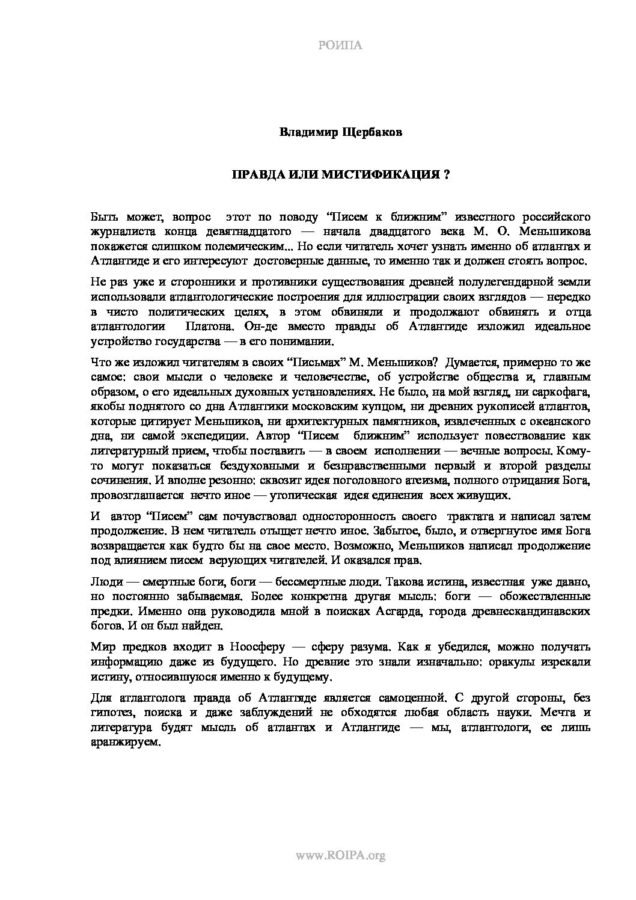 РОИПА
Владимир Щербаков
ПРАВДА ИЛИ МИСТИФИКАЦИЯ ?
Быть может, вопрос этот по поводу “Писем к ближним” известного российского
журналиста конца девятнадцатого — начала двадцатого века М. О. Меньшикова
покажется слишком полемическим... Но если читатель хочет узнать именно об атлантах и
Атлантиде и его интересуют достоверные данные, то именно так и должен стоять вопрос.
Не раз уже и сторонники и противники существования древней полулегендарной земли
использовали атлантологические построения для иллюстрации своих взглядов — нередко
в чисто политических целях, в этом обвиняли и продолжают обвинять и отца
атлантологии Платона. Он-де вместо правды об Атлантиде изложил идеальное
устройство государства — в его понимании.
Что же изложил читателям в своих “Письмах” М. Меньшиков? Думается, примерно то же
самое: свои мысли о человеке и человечестве, об устройстве общества и, главным
образом, о его идеальных духовных установлениях. Не было, на мой взгляд, ни саркофага,
якобы поднятого со дна Атлантики московским купцом, ни древних рукописей атлантов,
которые цитирует Меньшиков, ни архитектурных памятников, извлеченных с океанского
дна, ни самой экспедиции. Автор “Писем ближним” использует повествование как
литературный прием, чтобы поставить — в своем исполнении — вечные вопросы. Кому-
то могут показаться бездуховными и безнравственными первый и второй разделы
сочинения. И вполне резонно: сквозит идея поголовного атеизма, полного отрицания Бога,
провозглашается нечто иное — утопическая идея единения всех живущих.
И автор “Писем” сам почувствовал односторонность своего трактата и написал затем
продолжение. В нем читатель отыщет нечто иное. Забытое, было, и отвергнутое имя Бога
возвращается как будто бы на свое место. Возможно, Меньшиков написал продолжение
под влиянием писем верующих читателей. И оказался прав.
Люди — смертные боги, боги — бессмертные люди. Такова истина, известная уже давно,
но постоянно забываемая. Более конкретна другая мысль: боги — обожествленные
предки. Именно она руководила мной в поисках Асгарда, города древнескандинавских
богов. И он был найден.
Мир предков входит в Ноосферу — сферу разума. Как я убедился, можно получать
информацию даже из будущего. Но древние это знали изначально: оракулы изрекали
истину, относившуюся именно к будущему.
Для атлантолога правда об Атлантяде является самоценной. С другой стороны, без
гипотез, поиска и даже заблуждений не обходятся любая область науки. Мечта и
литература будят мысль об атлантах и Атлантиде — мы, атлантологи, ее лишь
аранжируем.
www.ROIPA.org